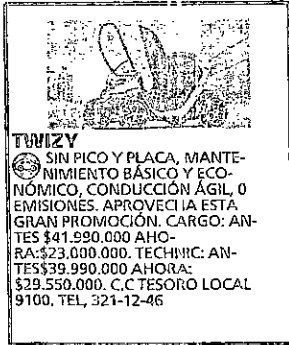 TWIZY
SIN PICO Y PLACA, MANTE-
NIMIENTO BÁSICO Y ECO-
NÓMICO, CONDUCCIÓN ÁGIL, 0
EMISIONES. APROVECHA ESTA
GRAN PROMOCIÓN. CARGO: AN-
TES $41.990.000 AHO-
RA:$23.000.000. TECHNIC: AN-
TES$39.990.000 AHORA:
$29.550.000. C.C TESORO LOCAL
9100. TEL, 321-12-46